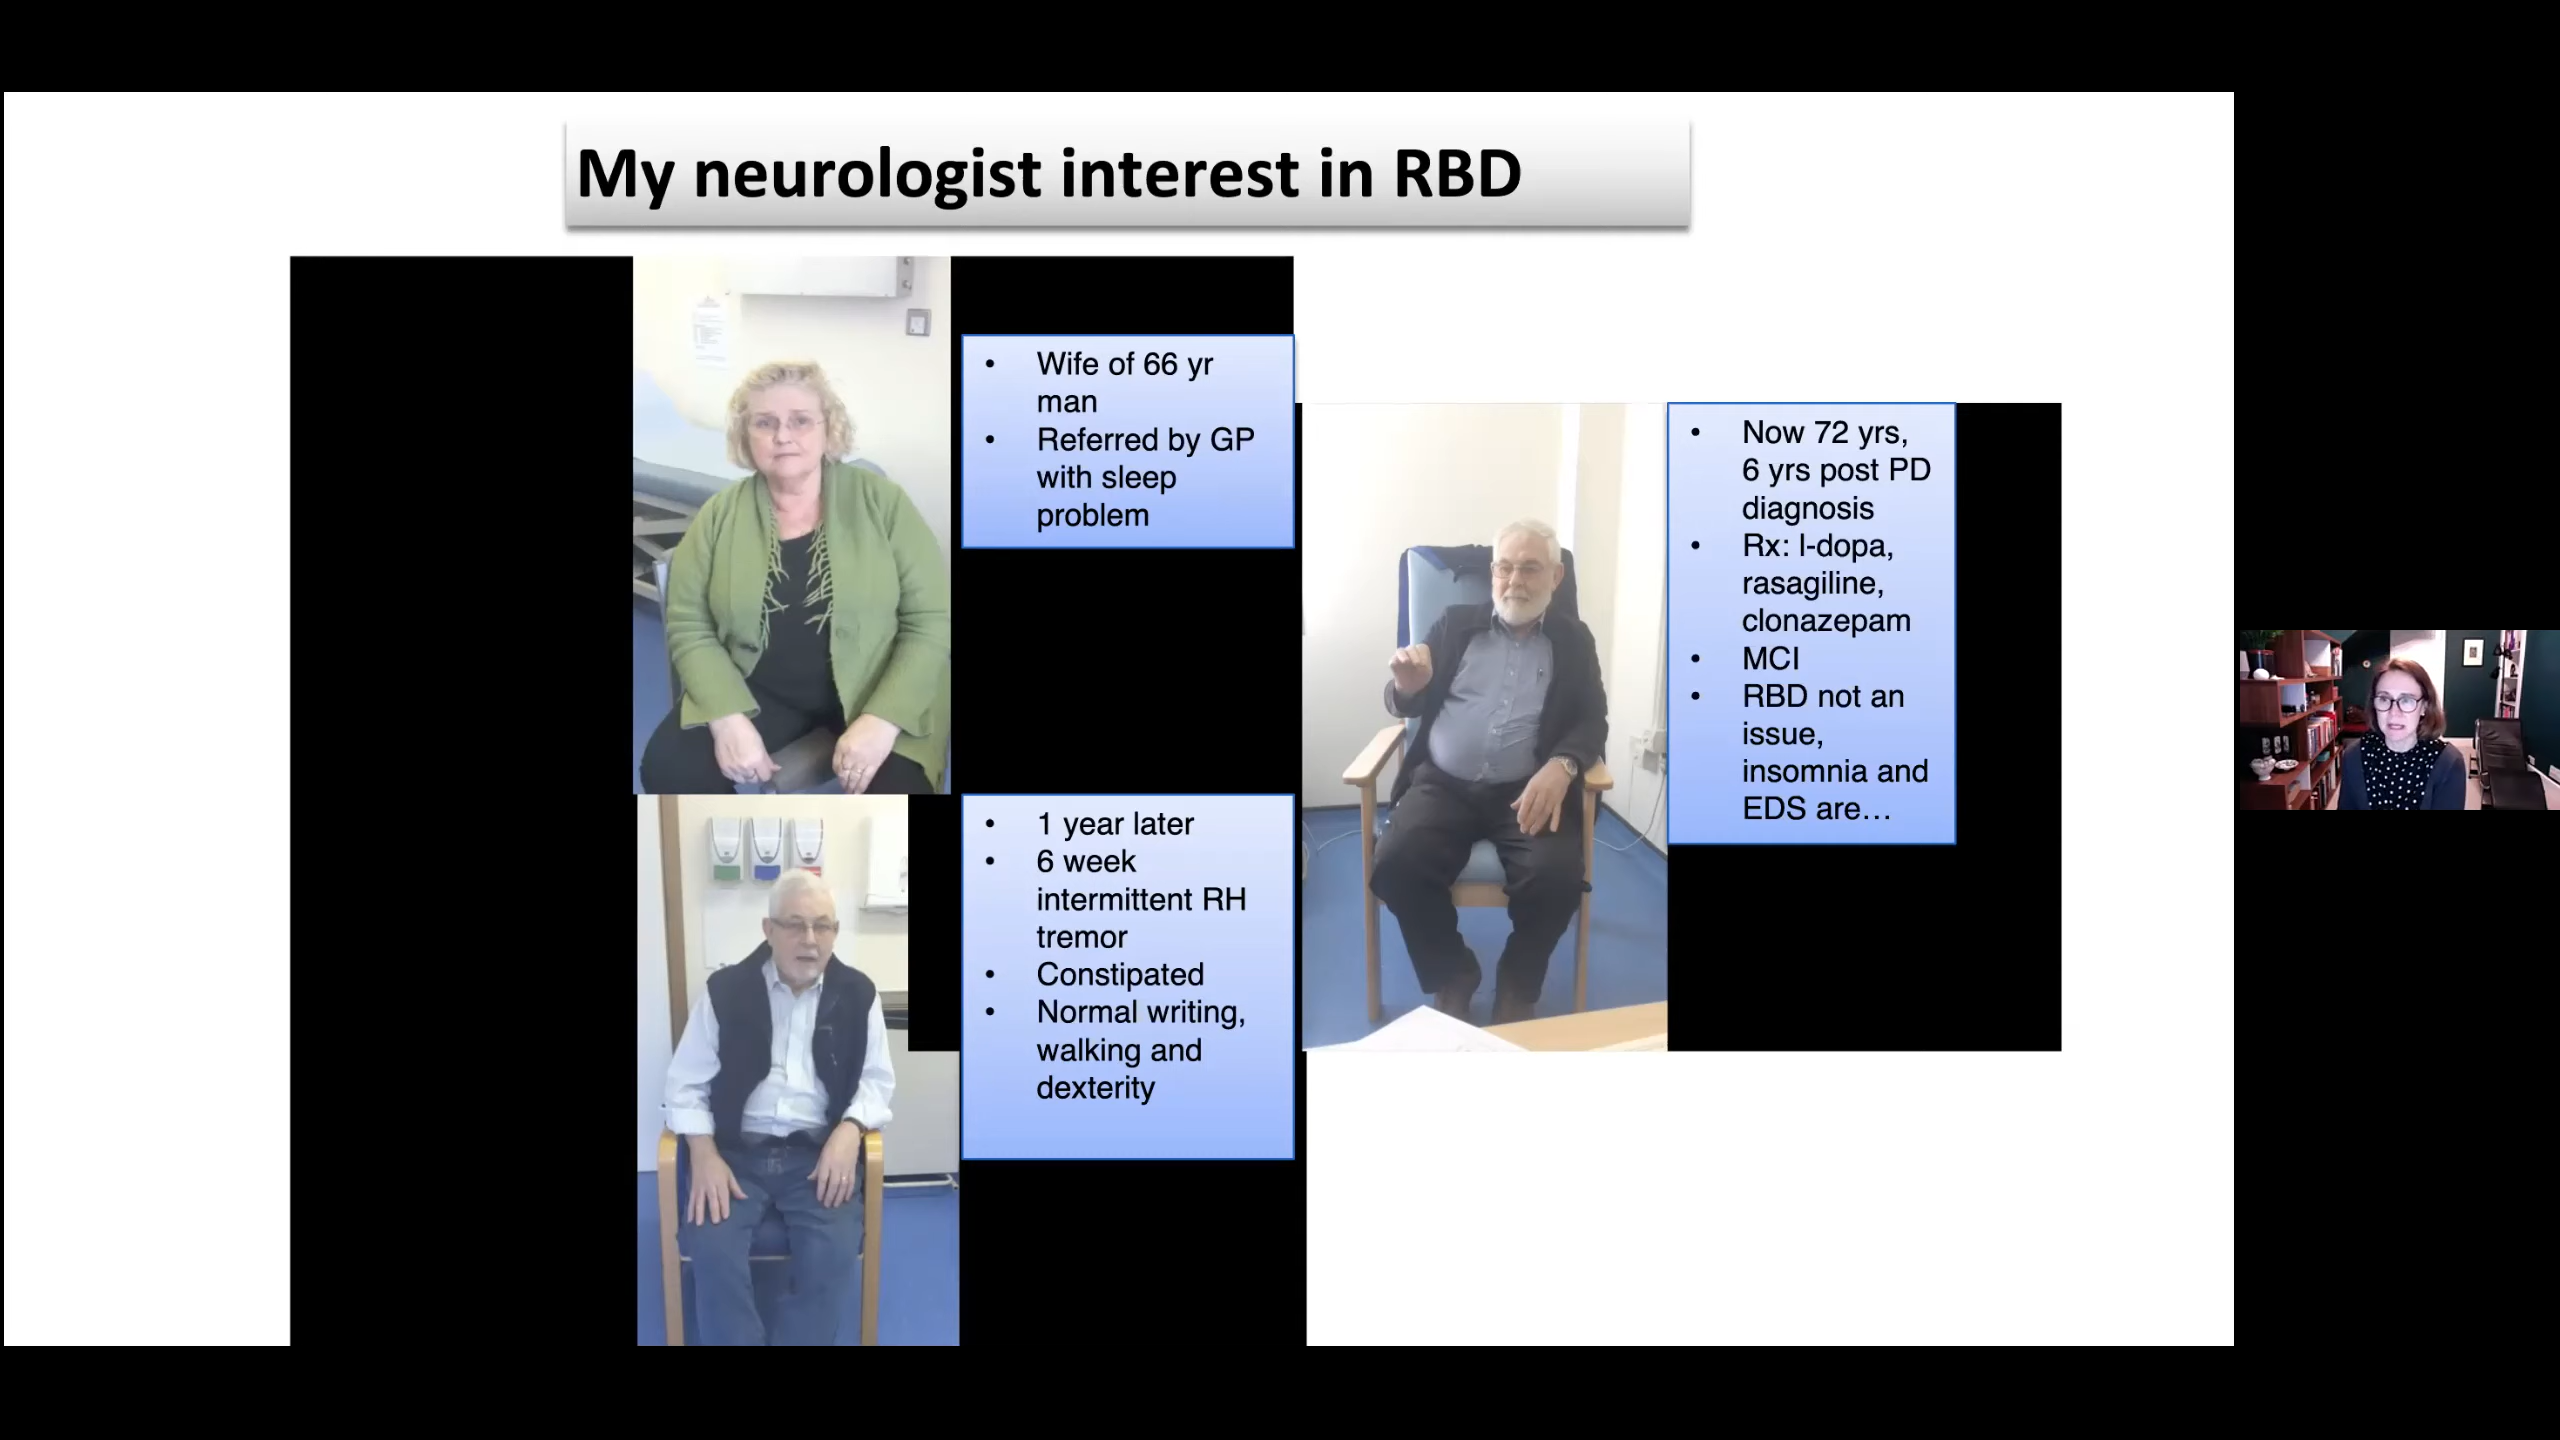 My neurologist interest in RBD
• Wife of 66 yr
man
• Referred by GP
with sleep
problem
• 1 year later
• 6 week
intermittent RH
tremor
• Constipated
• Normal writing,
walking and
dexterity
• Now 72 yrs,
6 yrs post PD
diagnosis
• Rx: l-dopa,
rasagiline,
clonazepam
• MCI
• RBD not an
issue,
insomnia and
EDS are…